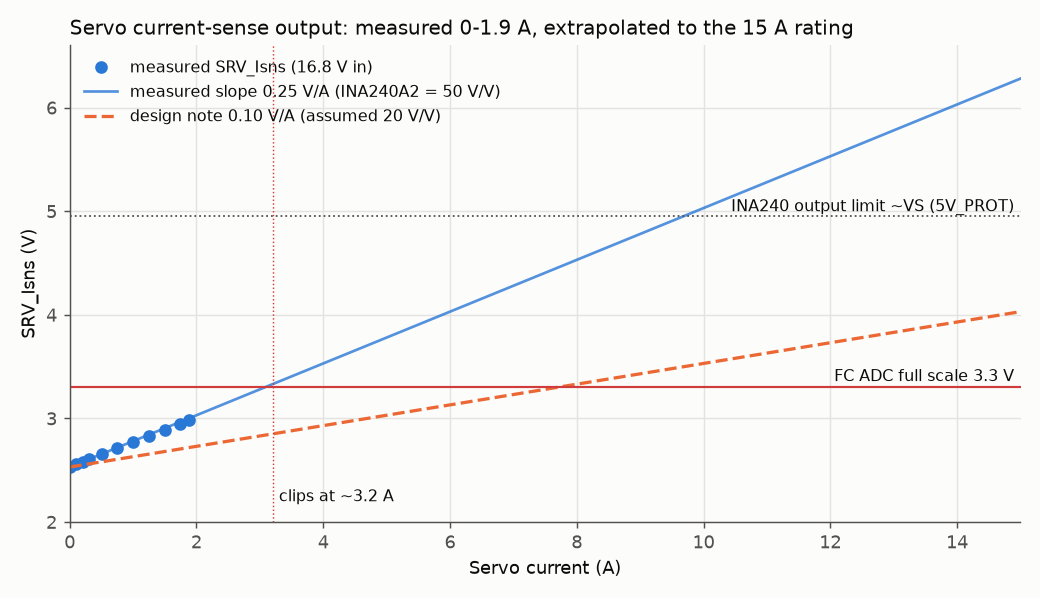 Servo current-sense output: measured 0-1.9 A, extrapolated to the 15 A rating
measured SRV_Isns (16.8 V in)
measured slope 0.25 V/A (INA240A2 = 50 V/V)
design note 0.10 V/A (assumed 20 V/V)
6
5
4
3
2
SRV_Isns (V)
INA240 output limit ~VS (5V_PROT)
FC ADC full scale 3.3 V
clips at ~3.2 A
0
2
4
6
8
10
12
14
Servo current (A)